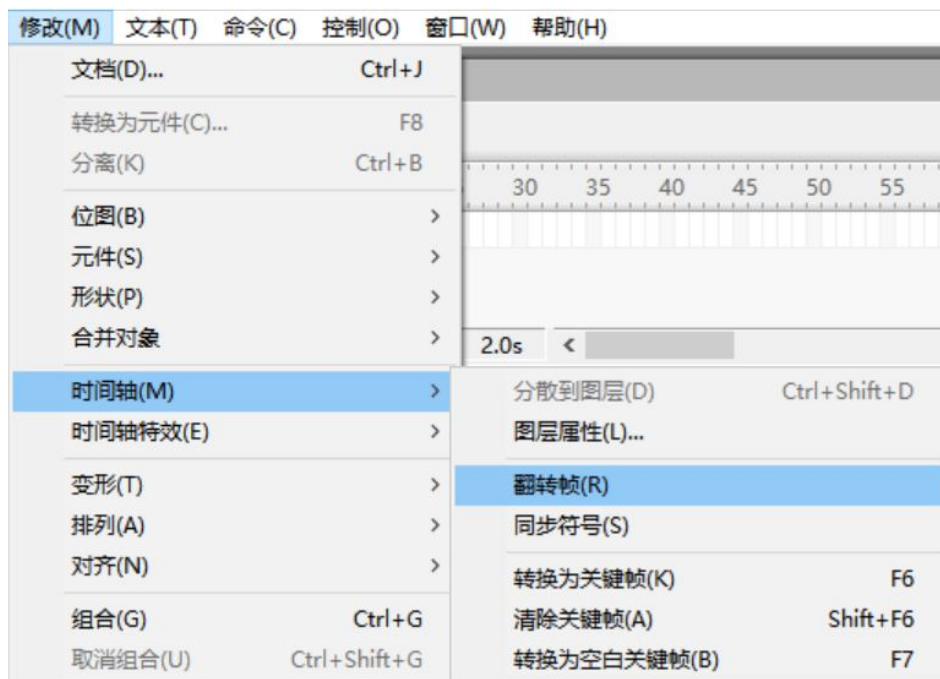 修改(M) 文本(T) 命令(C) 控制(O) 窗口(W) 帮助(H)
文档(D)... Ctrl+J
转换为元件(C)... F8
分离(K) Ctrl+B
30 35 40 45 50 55
位图(B) >
元件(S) >
形状(P) >
合并对象 >
2.0s <
时间轴(M) >
时间轴特效(E) >
变形(T) >
排列(A) >
对齐(N) >
组合(G) Ctrl+G
取消组合(U) Ctrl+Shift+G
分散到图层(D) Ctrl+Shift+D
图层属性(L)...
翻转帧(R)
同步符号(S)
转换为关键帧(K) F6
清除关键帧(A) Shift+F6
转换为空白关键帧(B) F7